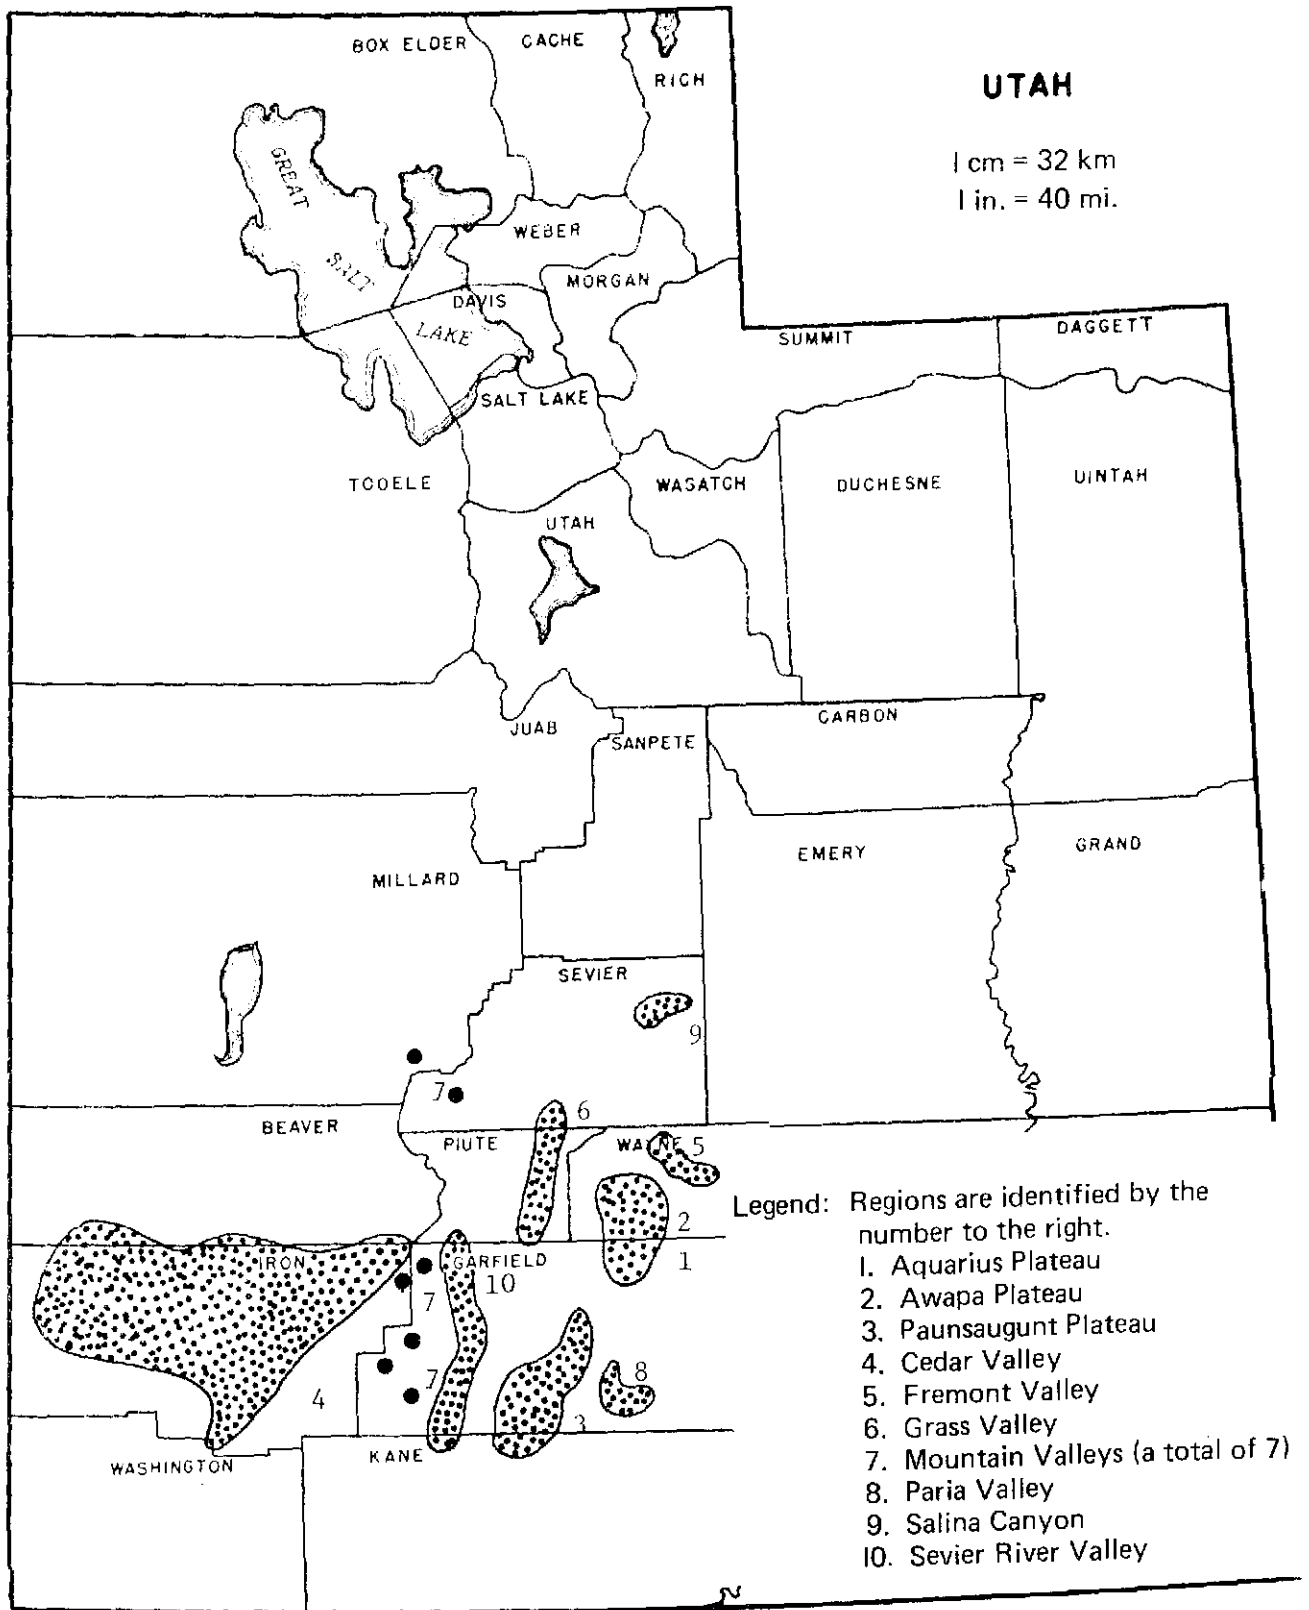 BOX ELDER
CACHE
RICH
UTAH
1 cm = 32 km
1 in. = 40 mi.
GREAT
SALT
LAKE
WEBER
MORGAN
DAVIS
SUMMIT
DAGGETT
SALT LAKE
TOOELE
WASATCH
DUCHESNE
UINTAH
UTAH
JUAB
SANPETE
CARBON
MILLARD
EMERY
GRAND
SEVIER
9
7
6
BEAVER
PIUTE
WAYNE 5
2
1
IRON
GARFIELD
10
7
7
8
4
3
WASHINGTON
KANE
Legend: Regions are identified by the
number to the right.
1. Aquarius Plateau
2. Awapa Plateau
3. Paunsaugunt Plateau
4. Cedar Valley
5. Fremont Valley
6. Grass Valley
7. Mountain Valleys (a total of 7)
8. Paria Valley
9. Salina Canyon
10. Sevier River Valley